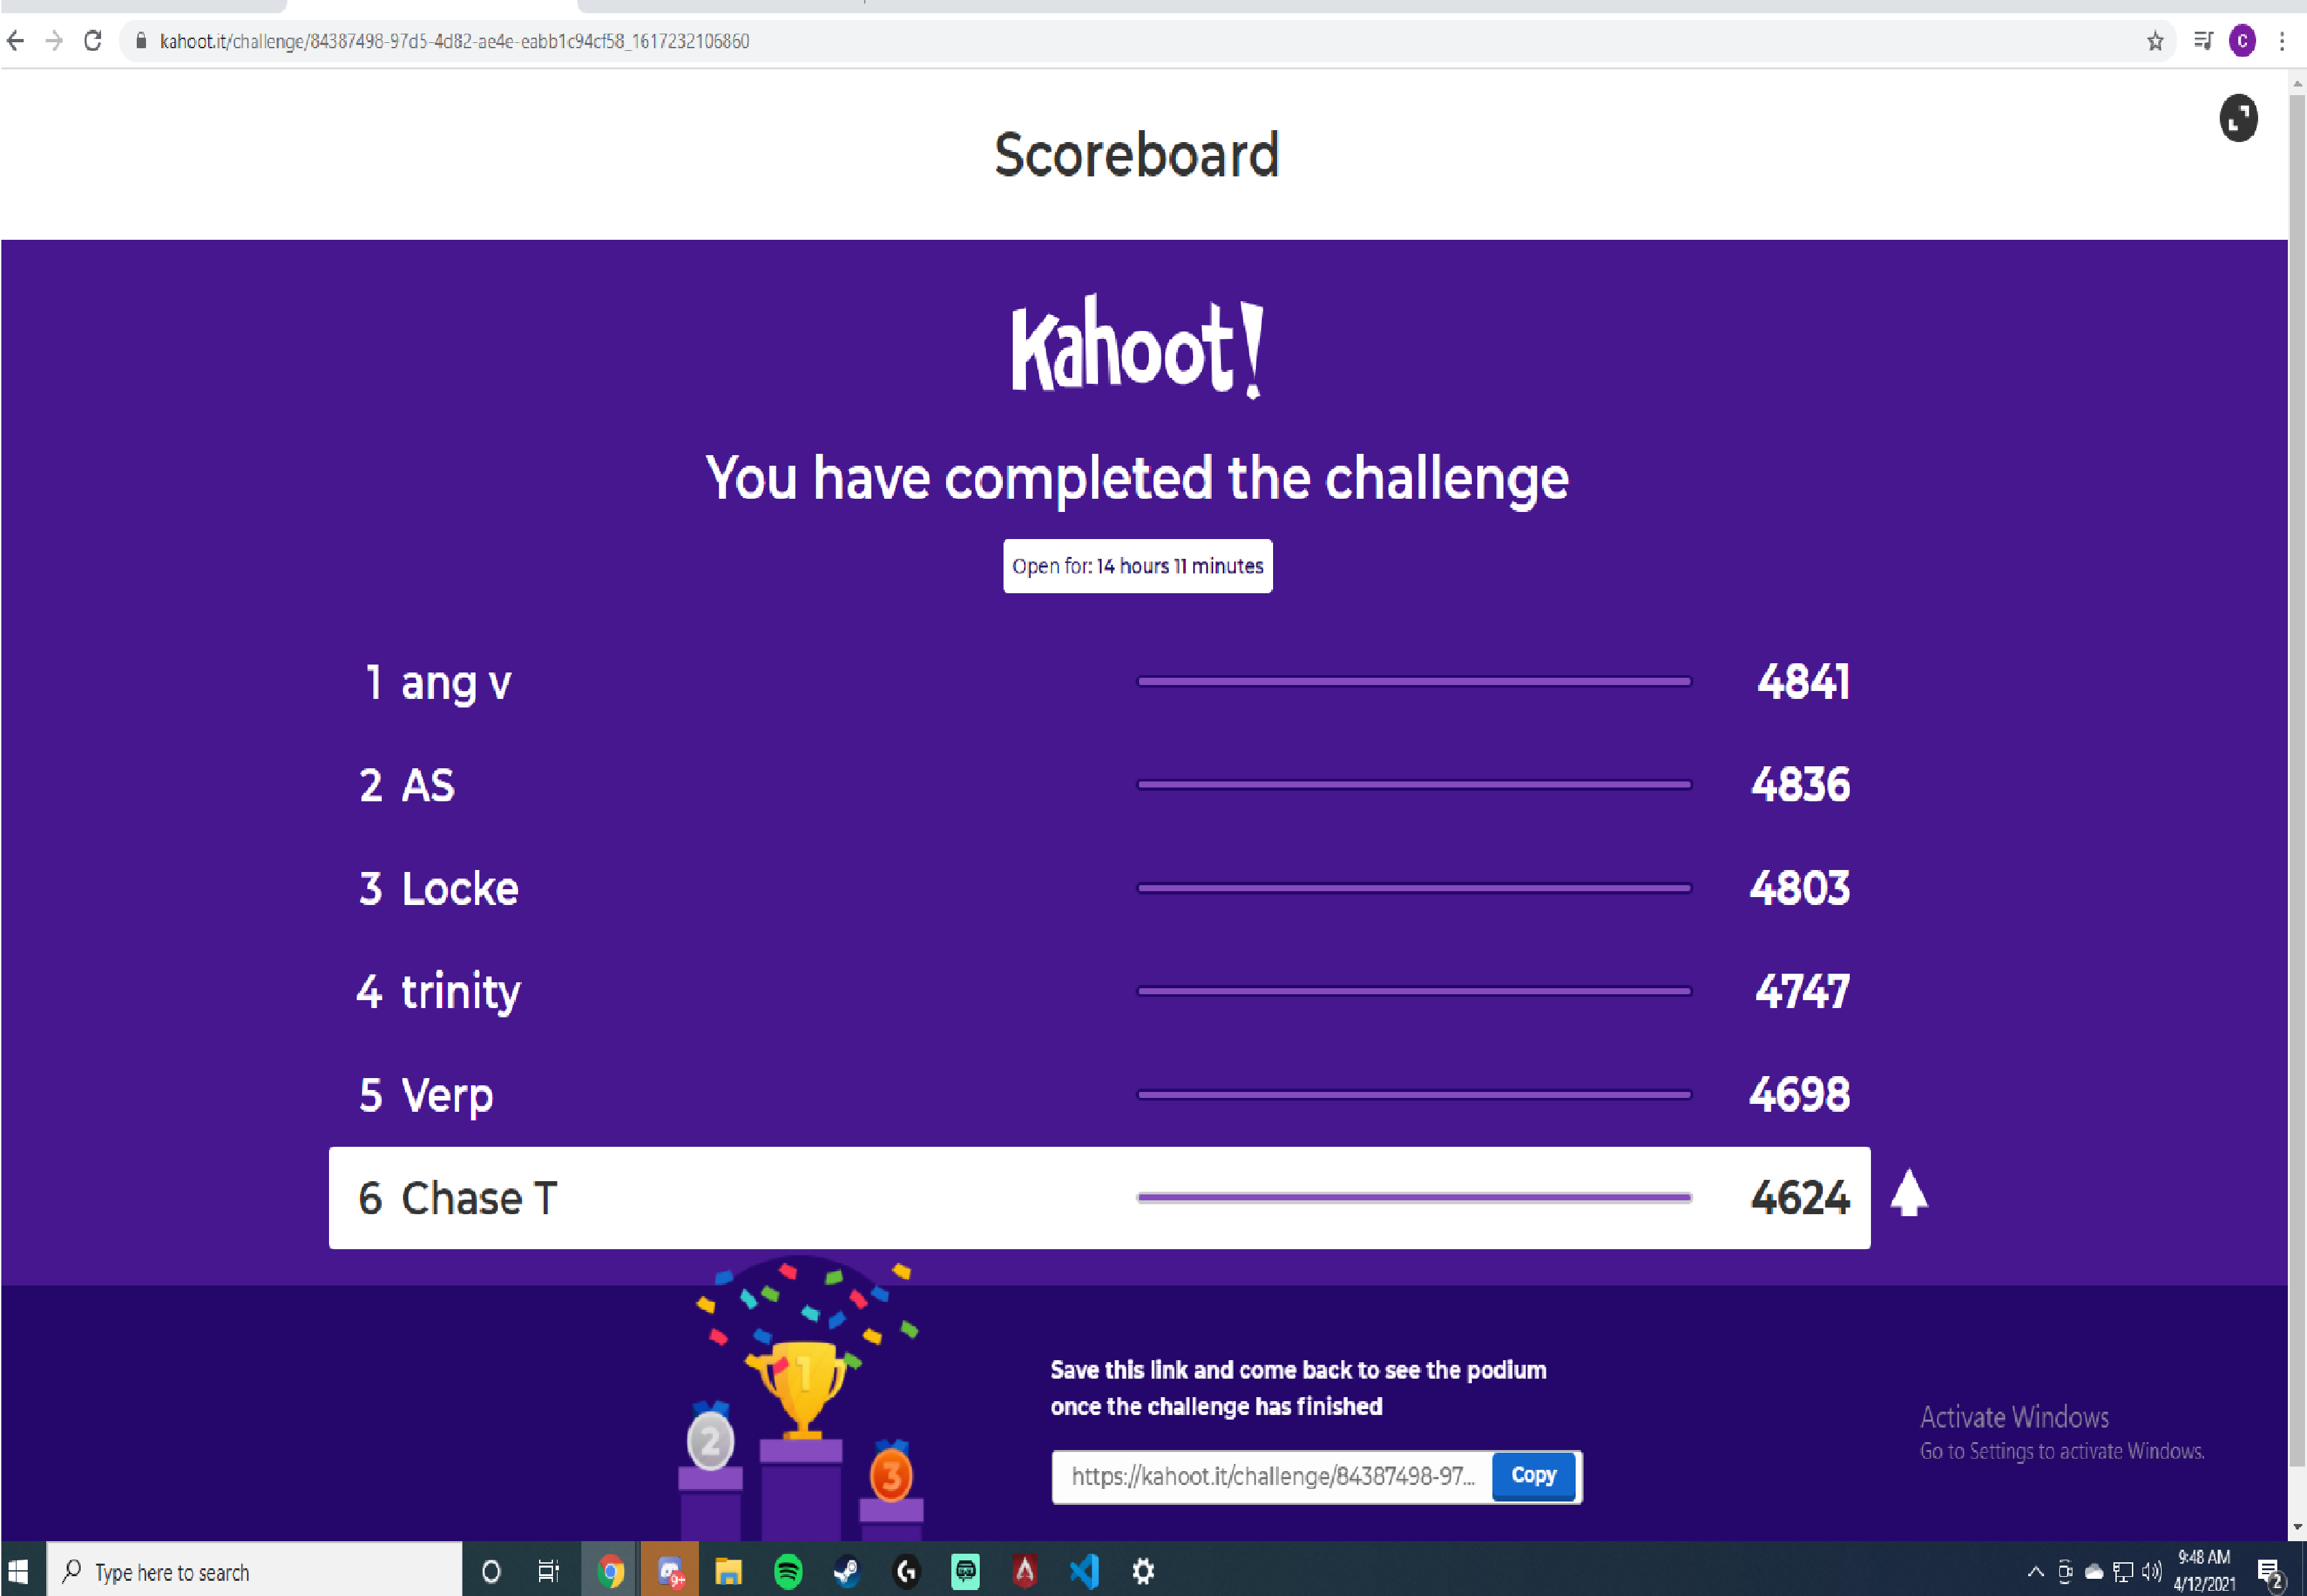 kahoot.it/challenge/84387498-97d5-4d82-ae4e-eabb1c94cf58_1617232106860
C
Scoreboard
Kahoot!
You have completed the challenge
Open for: 14 hours 11 minutes
1 ang v 4841
2 AS 4836
3 Locke 4803
4 trinity 4747
5 Verp 4698
6 Chase T 4624
1
2
3
Save this link and come back to see the podium
once the challenge has finished
https://kahoot.it/challenge/84387498-97... Copy
Activate Windows
Go to Settings to activate Windows.
Type here to search
9+
9:48 AM
4/12/2021
2